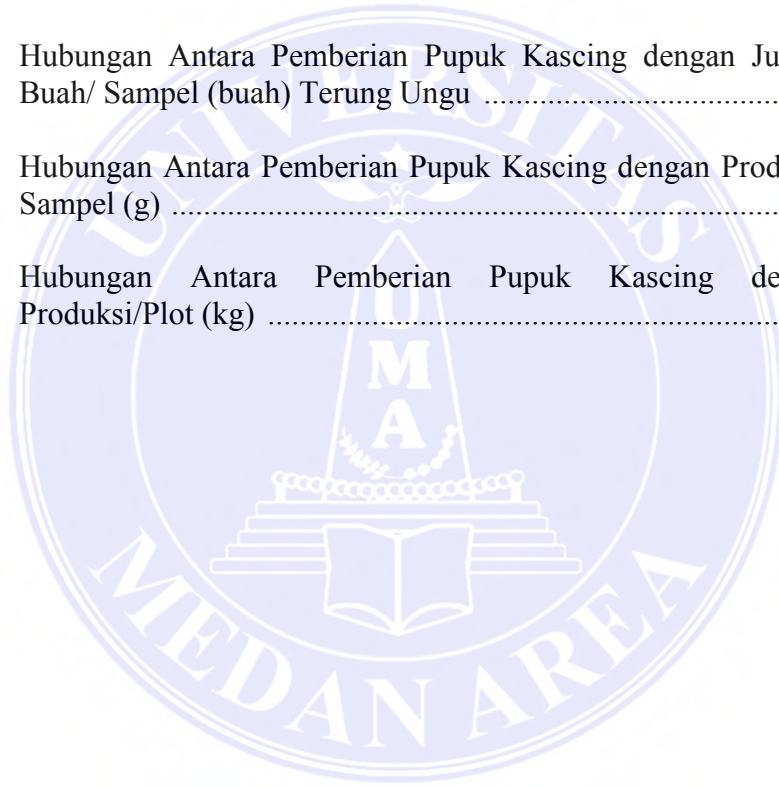 Hubungan Antara Pemberian Pupuk Kascing dengan Ju
Buah/ Sampel (buah) Terung Ungu ....................................
Hubungan Antara Pemberian Pupuk Kascing dengan Prod
Sampel (g) ...............................................................................
Hubungan Antara Pemberian Pupuk Kascing de
Produksi/Plot (kg) ..................................................................
UNIVERSITAS
U
M
A
MEDAN AREA